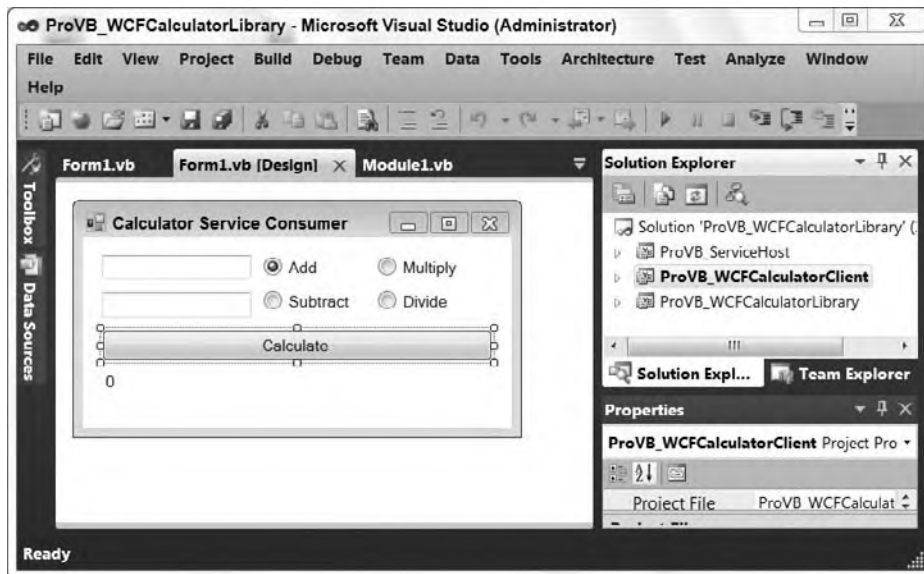 ProVB_WCFCalculatorLibrary - Microsoft Visual Studio (Administrator)
File Edit View Project Build Debug Team Data Tools Architecture Test Analyze Window
Help
Toolbox
Data Sources
Form1.vb Form1.vb [Design] Module1.vb
Calculator Service Consumer
Add Multiply
Subtract Divide
Calculate
0
Solution Explorer
Solution 'ProVB_WCFCalculatorLibrary' (
ProVB_ServiceHost
ProVB_WCFCalculatorClient
ProVB_WCFCalculatorLibrary
Solution Expl... Team Explorer
Properties
ProVB_WCFCalculatorClient Project Pro
Project File ProVB_WCFCalculat
Ready